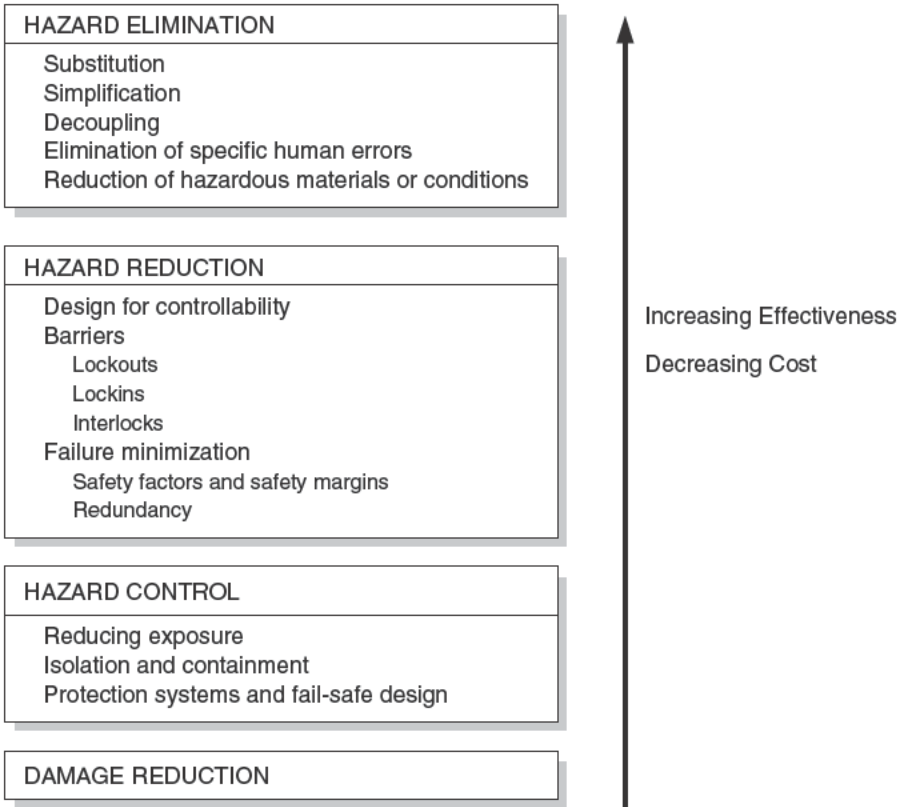 HAZARD ELIMINATION
Substitution
Simplification
Decoupling
Elimination of specific human errors
Reduction of hazardous materials or conditions
HAZARD REDUCTION
Design for controllability
Barriers
Lockouts
Lockins
Interlocks
Failure minimization
Safety factors and safety margins
Redundancy
HAZARD CONTROL
Reducing exposure
Isolation and containment
Protection systems and fail-safe design
DAMAGE REDUCTION
Increasing Effectiveness
Decreasing Cost